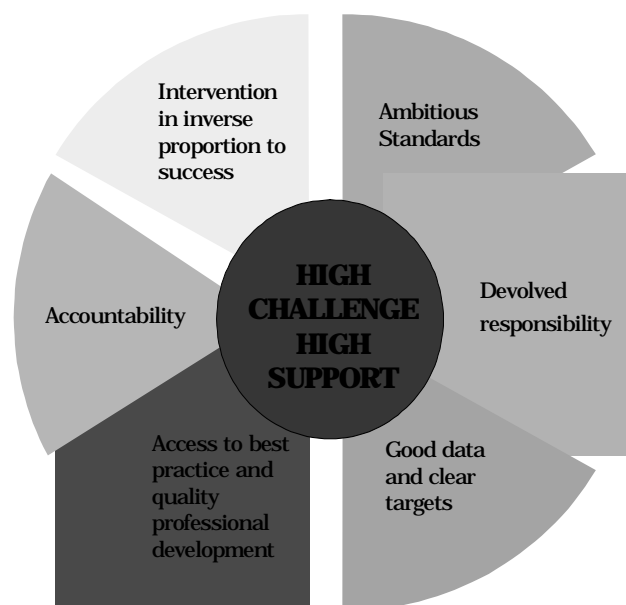 Intervention
in inverse
proportion to
success
Ambitious
Standards
Accountability
HIGH
CHALLENGE
HIGH
SUPPORT
Devolved
responsibility
Access to best
practice and
quality
professional
development
Good data
and clear
targets